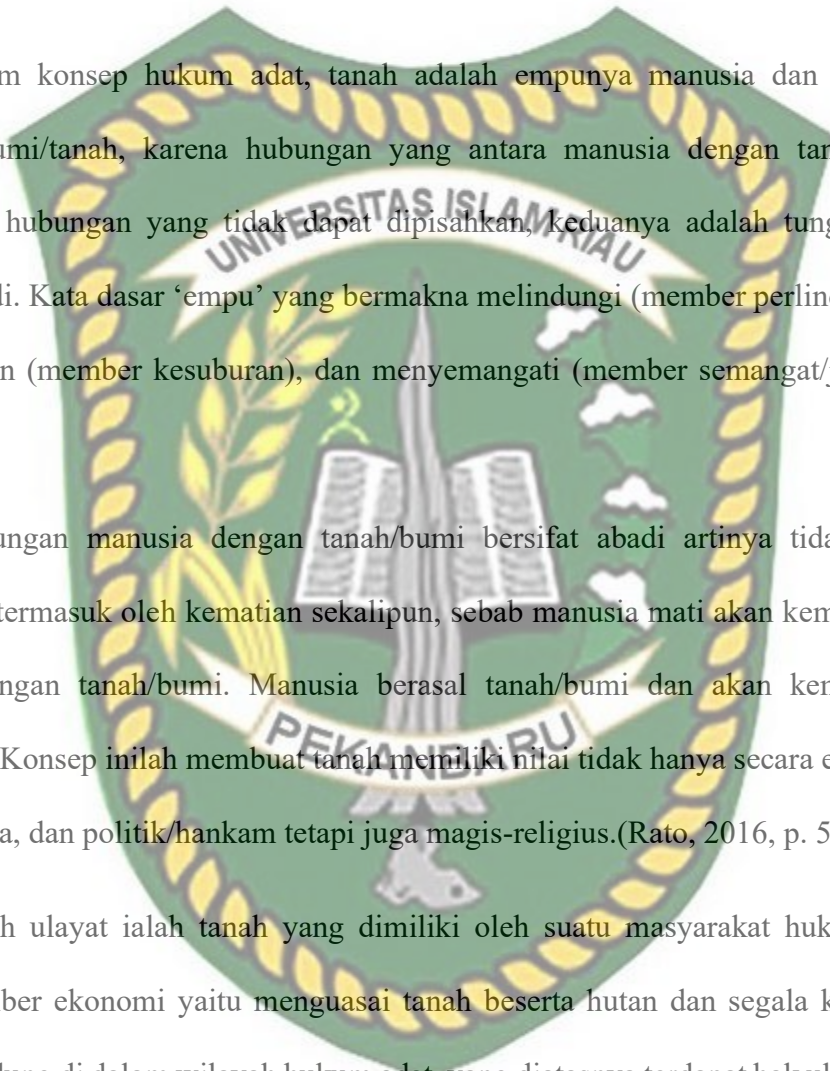 m konsep hukum adat, tanah adalah empunya manusia dan
umi/tanah, karena hubungan yang antara manusia dengan tan
UNIVERSITAS ISLAM RIAU
hubungan yang tidak dapat dipisahkan, keduanya adalah tung
di. Kata dasar ‘empu’ yang bermakna melindungi (member perlind
n (member kesuburan), dan menyemangati (member semangat/j
ungan manusia dengan tanah/bumi bersifat abadi artinya tida
termasuk oleh kematian sekalipun, sebab manusia mati akan kem
ngan tanah/bumi. Manusia berasal tanah/bumi dan akan kem
PEKANBARU
Konsep inilah membuat tanah memiliki nilai tidak hanya secara e
a, dan politik/hankam tetapi juga magis-religius.(Rato, 2016, p. 5
h ulayat ialah tanah yang dimiliki oleh suatu masyarakat huk
ber ekonomi yaitu menguasai tanah beserta hutan dan segala k